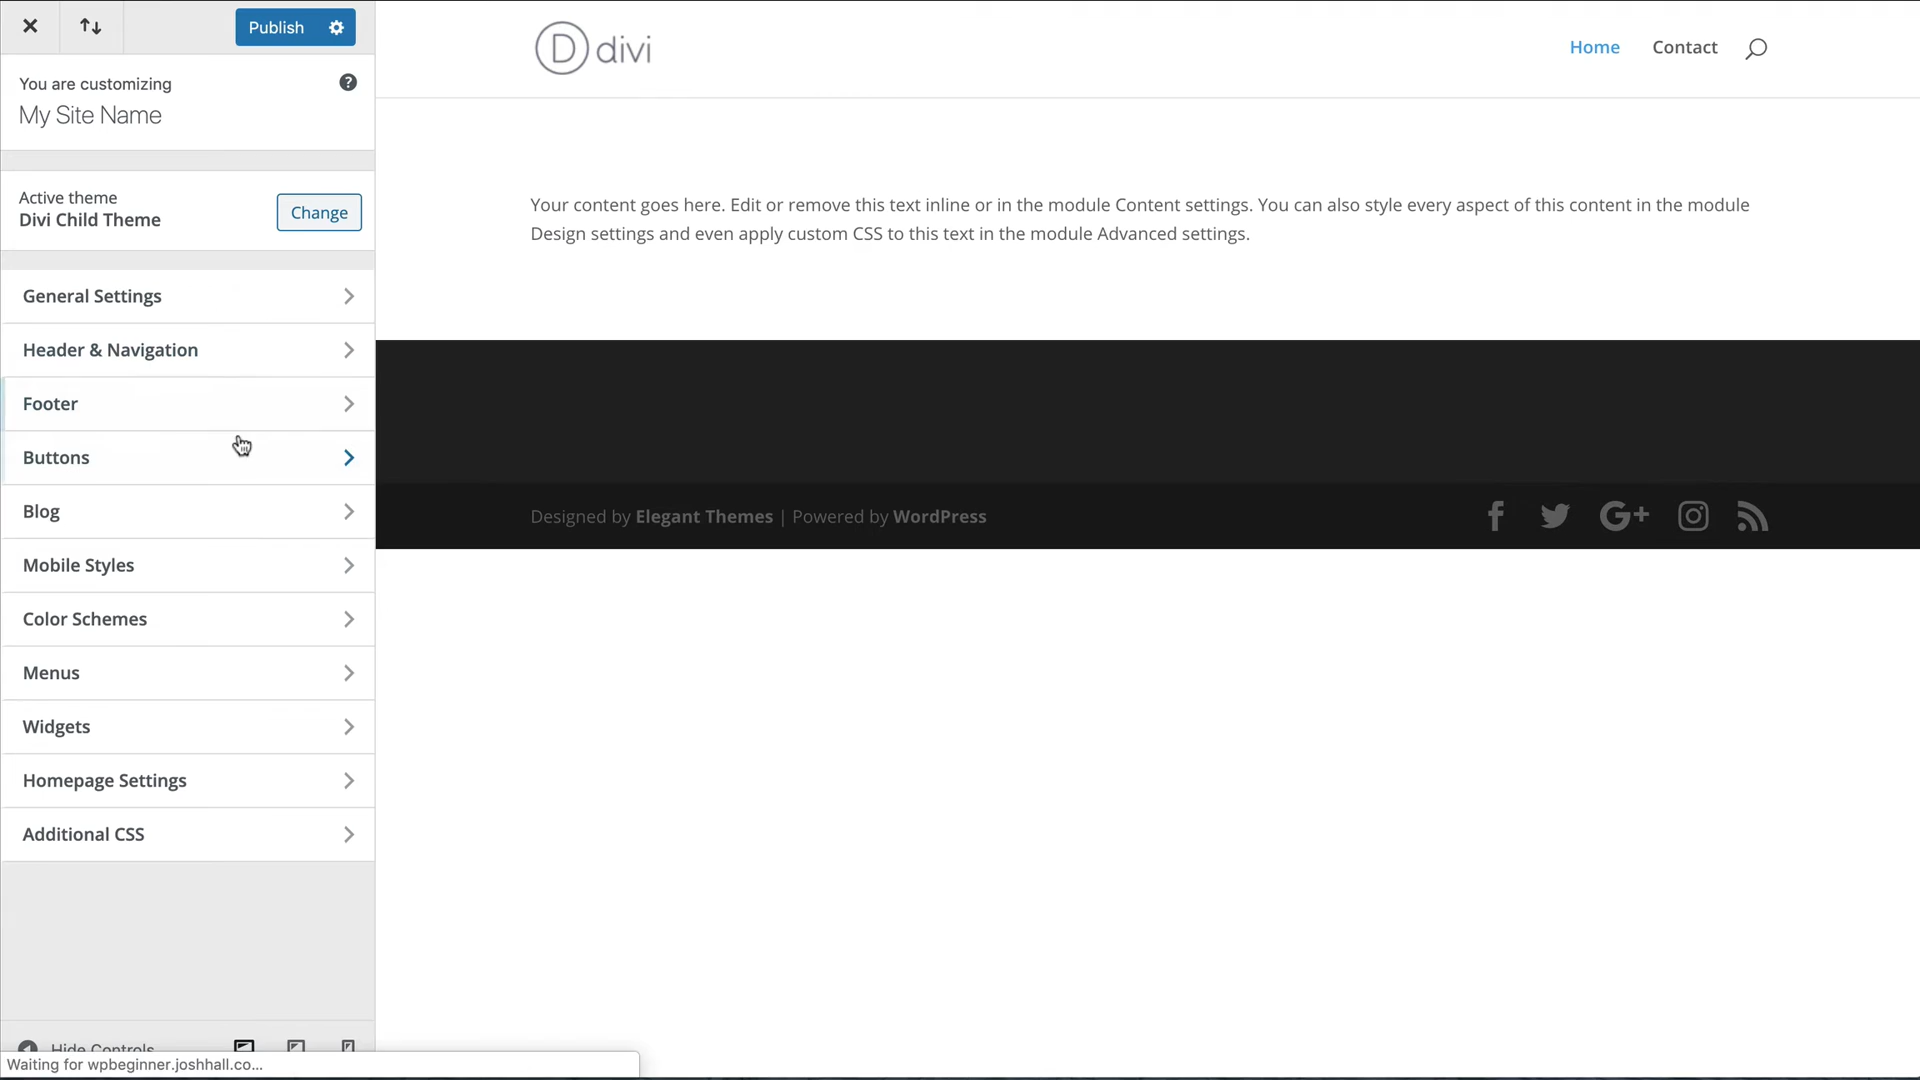 Publish
You are customizing
My Site Name
Active theme
Divi Child Theme
Change
General Settings
Header & Navigation
Footer
Buttons
Blog
Mobile Styles
Color Schemes
Menus
Widgets
Homepage Settings
Additional CSS
Hide Controls
Waiting for wpbeginner.joshhall.co...
D divi
Home
Contact
Your content goes here. Edit or remove this text inline or in the module Content settings. You can also style every aspect of this content in the module
Design settings and even apply custom CSS to this text in the module Advanced settings.
Designed by Elegant Themes | Powered by WordPress